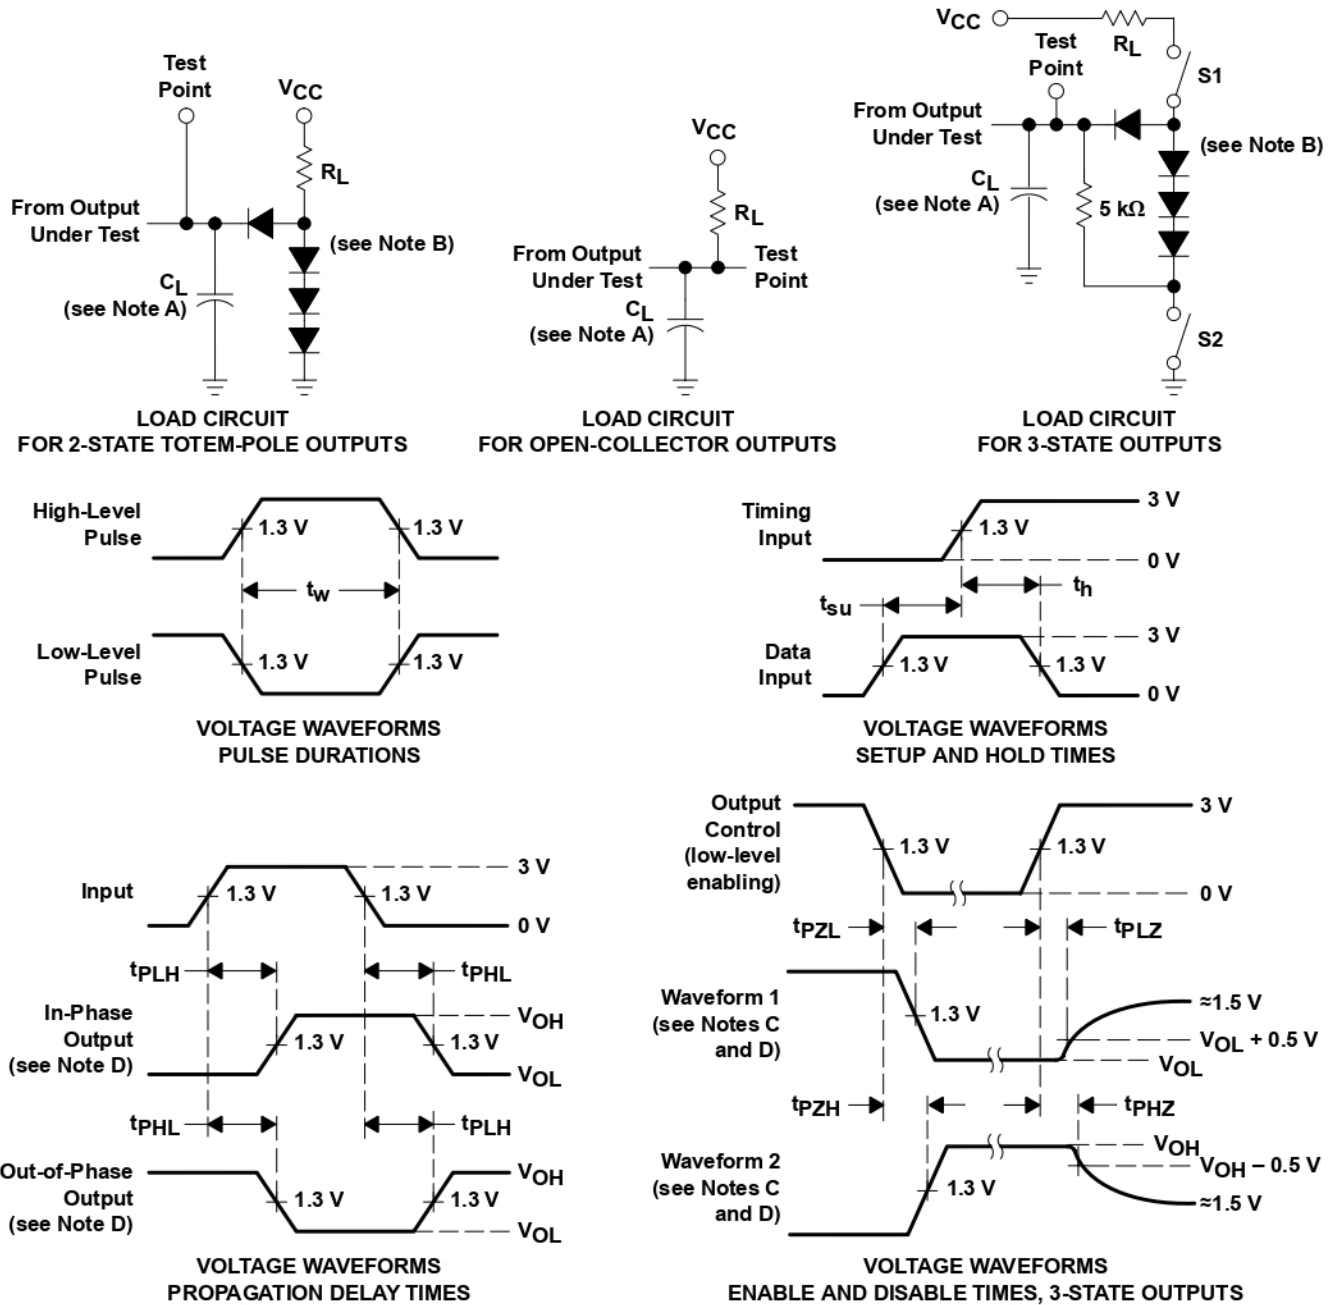 Test
Point
VCC
RL
From Output
Under Test
(see Note B)
CL
(see Note A)
LOAD CIRCUIT
FOR 2-STATE TOTEM-POLE OUTPUTS
VCC
RL
From Output
Under Test
Test
Point
CL
(see Note A)
LOAD CIRCUIT
FOR OPEN-COLLECTOR OUTPUTS
VCC
RL
Test
Point
S1
From Output
Under Test
(see Note B)
CL
(see Note A)
5 kΩ
S2
LOAD CIRCUIT
FOR 3-STATE OUTPUTS
High-Level
Pulse
1.3 V
1.3 V
tw
Low-Level
Pulse
1.3 V
1.3 V
VOLTAGE WAVEFORMS
PULSE DURATIONS
Timing
Input
1.3 V
3 V
0 V
th
tsu
Data
Input
1.3 V
1.3 V
3 V
0 V
VOLTAGE WAVEFORMS
SETUP AND HOLD TIMES
Input
1.3 V
1.3 V
3 V
0 V
tPLH
tPHL
In-Phase
Output
(see Note D)
1.3 V
1.3 V
VOH
VOL
tPHL
tPLH
Out-of-Phase
Output
(see Note D)
1.3 V
1.3 V
VOH
VOL
VOLTAGE WAVEFORMS
PROPAGATION DELAY TIMES
Output
Control
(low-level
enabling)
1.3 V
1.3 V
3 V
0 V
tPZL
tPLZ
Waveform 1
(see Notes C
and D)
1.3 V
≈1.5 V
VOL + 0.5 V
VOL
tPZH
tPHZ
Waveform 2
(see Notes C
and D)
1.3 V
VOH
VOH – 0.5 V
≈1.5 V
VOLTAGE WAVEFORMS
ENABLE AND DISABLE TIMES, 3-STATE OUTPUTS